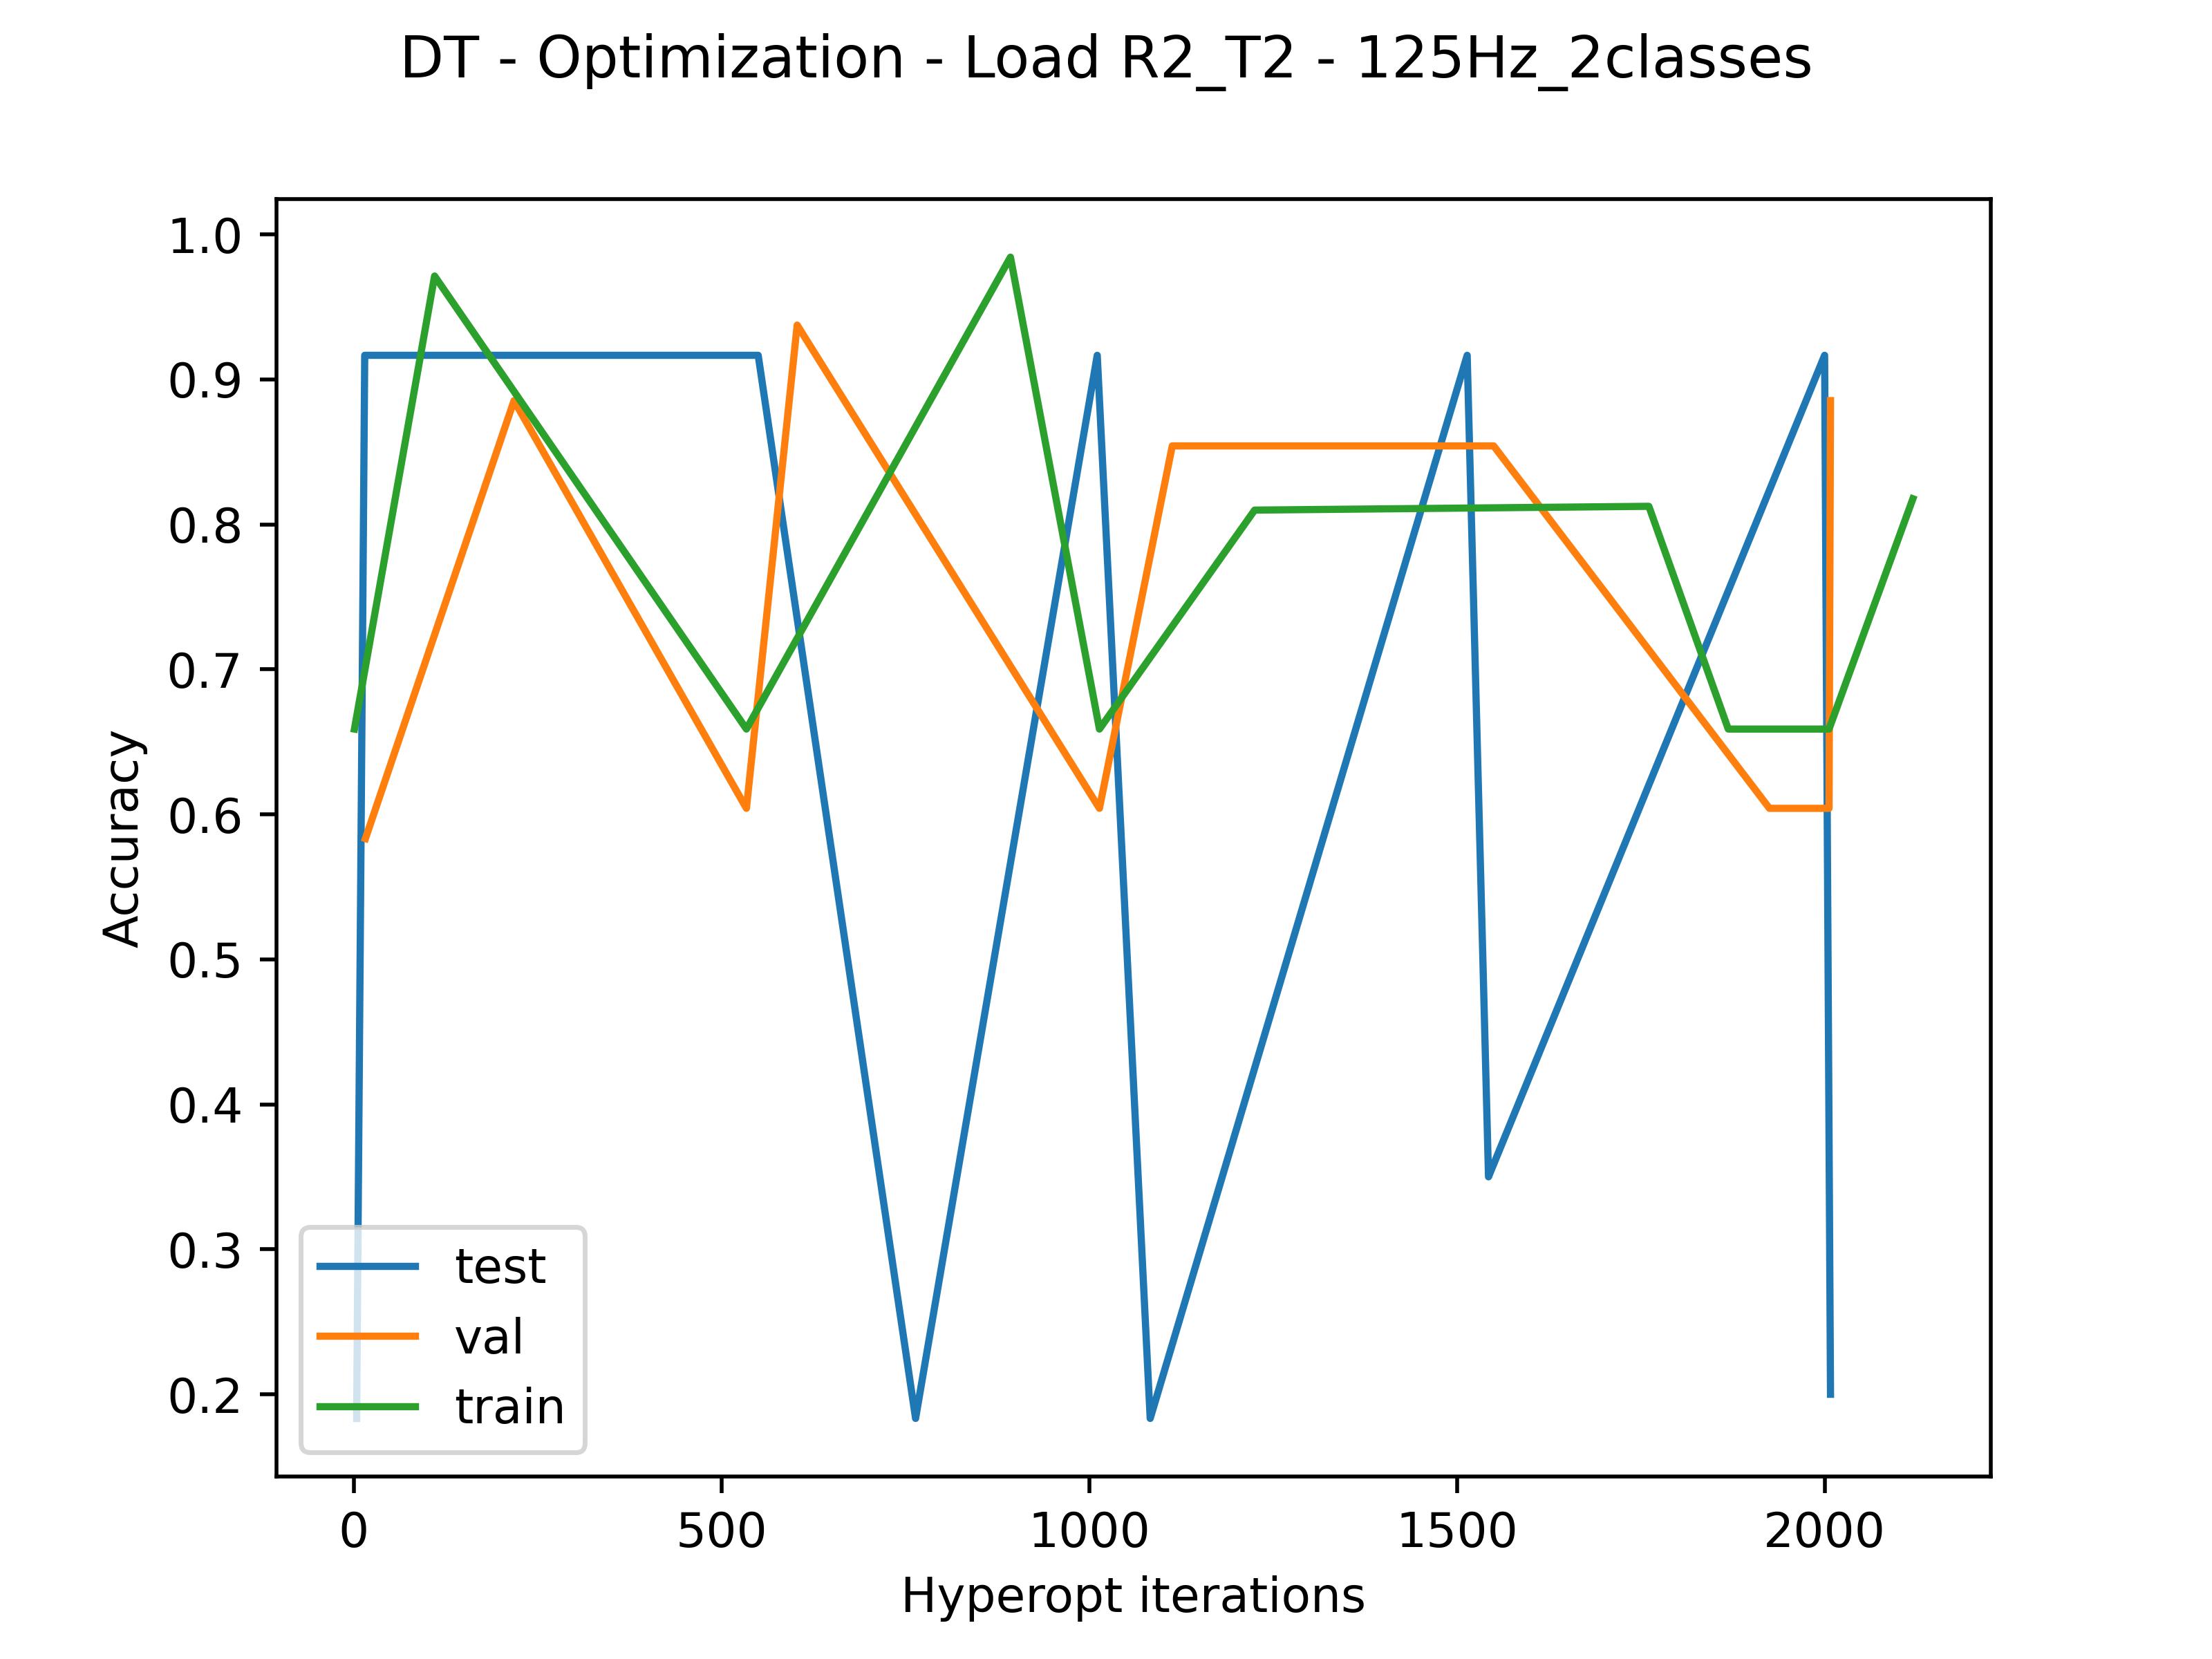 DT - Optimization - Load R2_T2 - 125Hz_2classes
1.0
0.9
0.8
0.7
0.6
0.5
0.4
0.3
0.2
Accuracy
test
val
train
0 500 1000 1500 2000
Hyperopt iterations